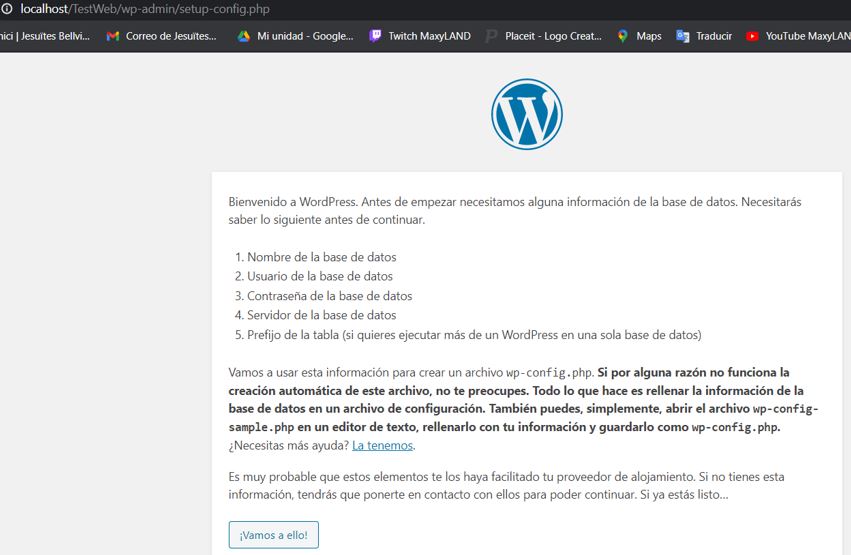 localhost/TestWeb/wp-admin/setup-config.php
nici | Jesuïtes Bellvi... Correo de Jesuïtes... Mi unidad - Google... Twitch MaxyLAND Placeit - Logo Creat... Maps Traducir YouTube MaxyLAN
Bienvenido a WordPress. Antes de empezar necesitamos alguna información de la base de datos. Necesitarás
saber lo siguiente antes de continuar.
1. Nombre de la base de datos
2. Usuario de la base de datos
3. Contraseña de la base de datos
4. Servidor de la base de datos
5. Prefijo de la tabla (si quieres ejecutar más de un WordPress en una sola base de datos)
Vamos a usar esta información para crear un archivo wp-config.php. Si por alguna razón no funciona la
creación automática de este archivo, no te preocupes. Todo lo que hace es rellenar la información de la
base de datos en un archivo de configuración. También puedes, simplemente, abrir el archivo wp-config-
sample.php en un editor de texto, rellenarlo con tu información y guardarlo como wp-config.php.
¿Necesitas más ayuda? La tenemos.
Es muy probable que estos elementos te los haya facilitado tu proveedor de alojamiento. Si no tienes esta
información, tendrás que ponerte en contacto con ellos para poder continuar. Si ya estás listo...
¡Vamos a ello!